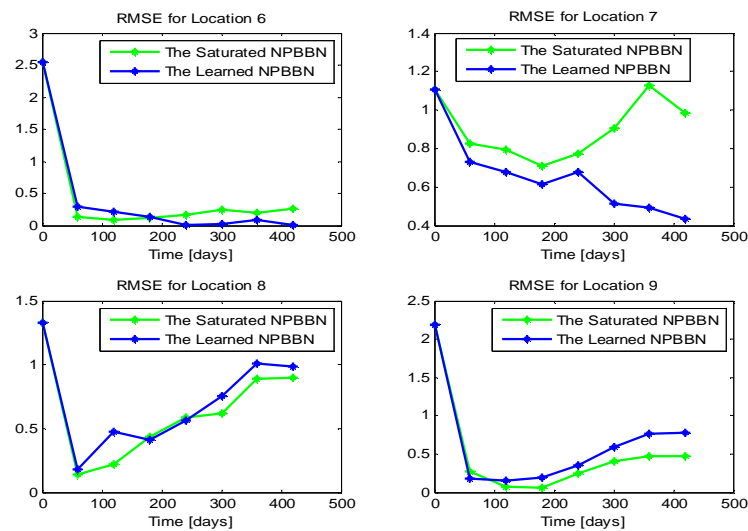 RMSE for Location 6
3
2.5
2
1.5
1
0.5
0
0 100 200 300 400 500
Time [days]
The Saturated NPBBN
The Learned NPBBN
RMSE for Location 7
1.4
1.2
1
0.8
0.6
0.4
0 100 200 300 400 500
Time [days]
The Saturated NPBBN
The Learned NPBBN
RMSE for Location 8
1.5
1
0.5
0
0 100 200 300 400 500
Time [days]
The Saturated NPBBN
The Learned NPBBN
RMSE for Location 9
2.5
2
1.5
1
0.5
0
0 100 200 300 400 500
Time [days]
The Saturated NPBBN
The Learned NPBBN